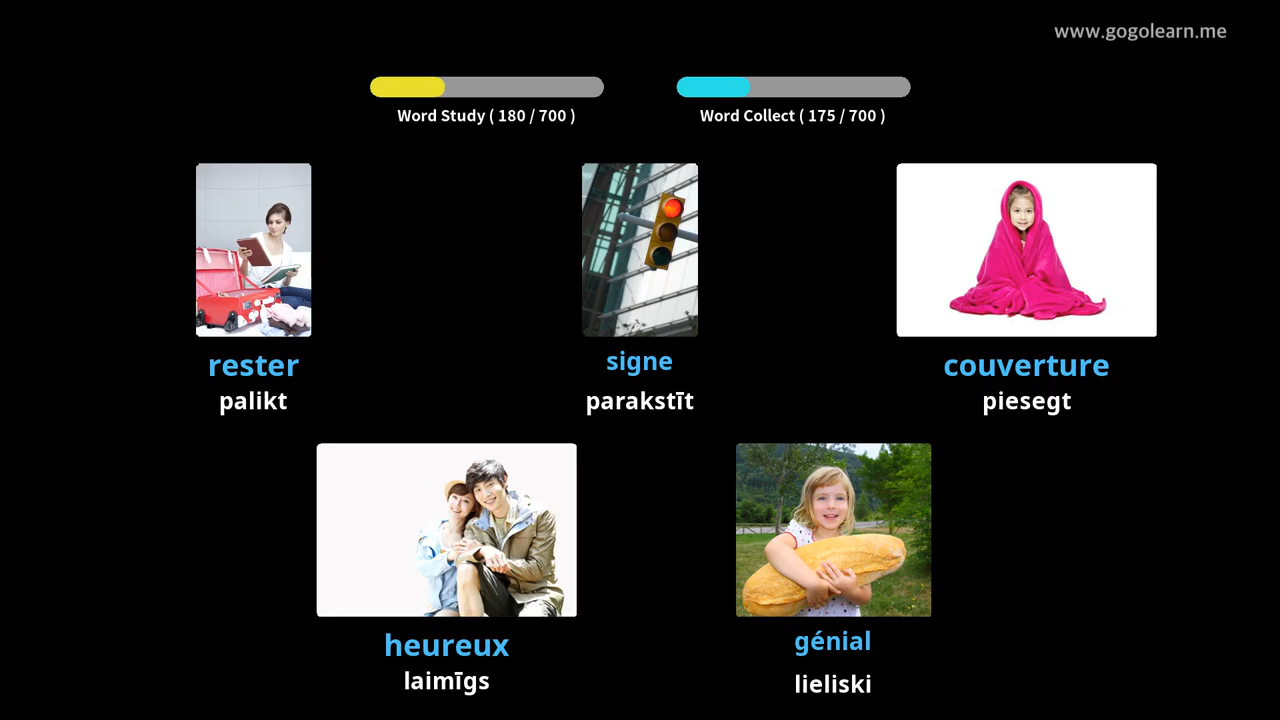 www.gogolearn.me
Word Study ( 180 / 700 )
Word Collect ( 175 / 700 )
rester
palikt
signe
parakstīt
couverture
piesegt
heureux
laimīgs
génial
lieliski